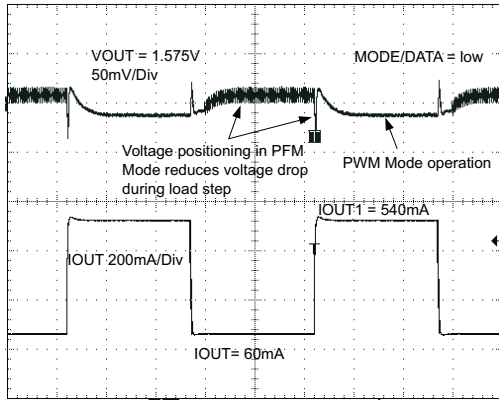 VOUT = 1.575V
50mV/Div
MODE/DATA = low
Voltage positioning in PFM
Mode reduces voltage drop
during load step
PWM Mode operation
IOUT1 = 540mA
IOUT 200mA/Div
IOUT= 60mA